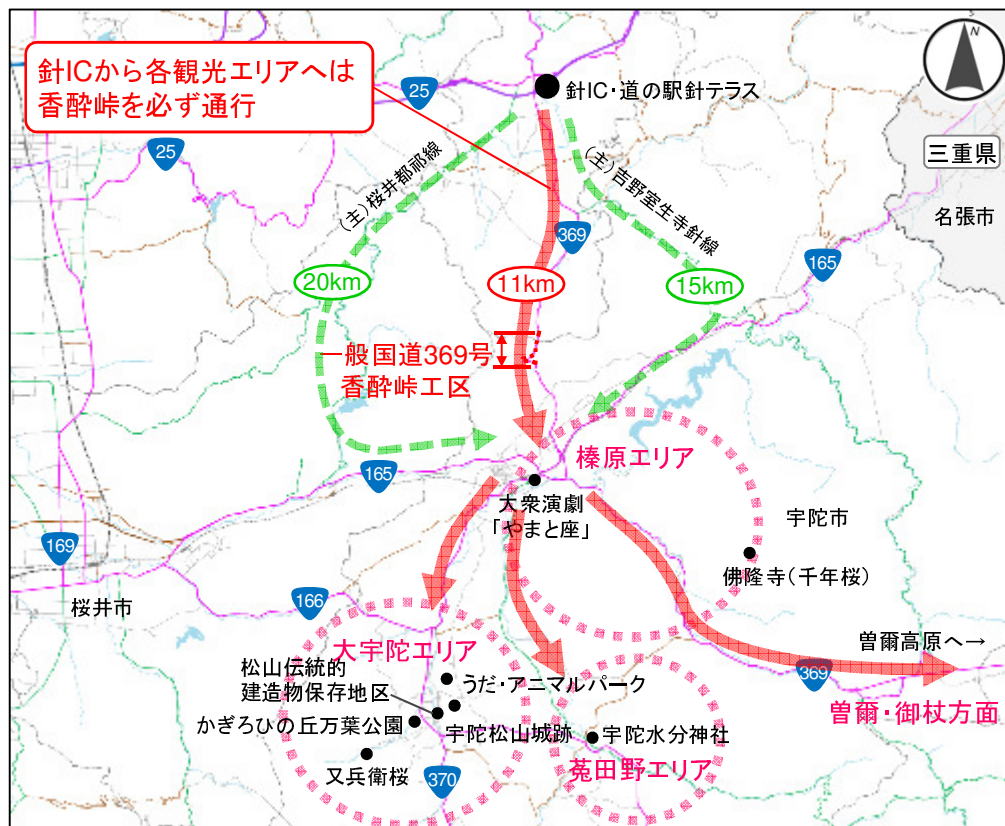 針ICから各観光エリアへは
香酔峠を必ず通行
N
25
針IC・道の駅針テラス
25
三重県
(主)桜井都祁線
(主)吉野室生寺針線
名張市
369
165
20km
11km
15km
一般国道369号
香酔峠工区
榛原エリア
165
大衆演劇
「やまと座」
宇陀市
169
佛隆寺(千年桜)
桜井市
166
曽爾高原へ→
大宇陀エリア
369
松山伝統的
建造物保存地区
うだ・アニマルパーク
曽爾・御杖方面
かぎろひの丘万葉公園
宇陀松山城跡
宇陀水分神社
又兵衛桜
370
菟田野エリア